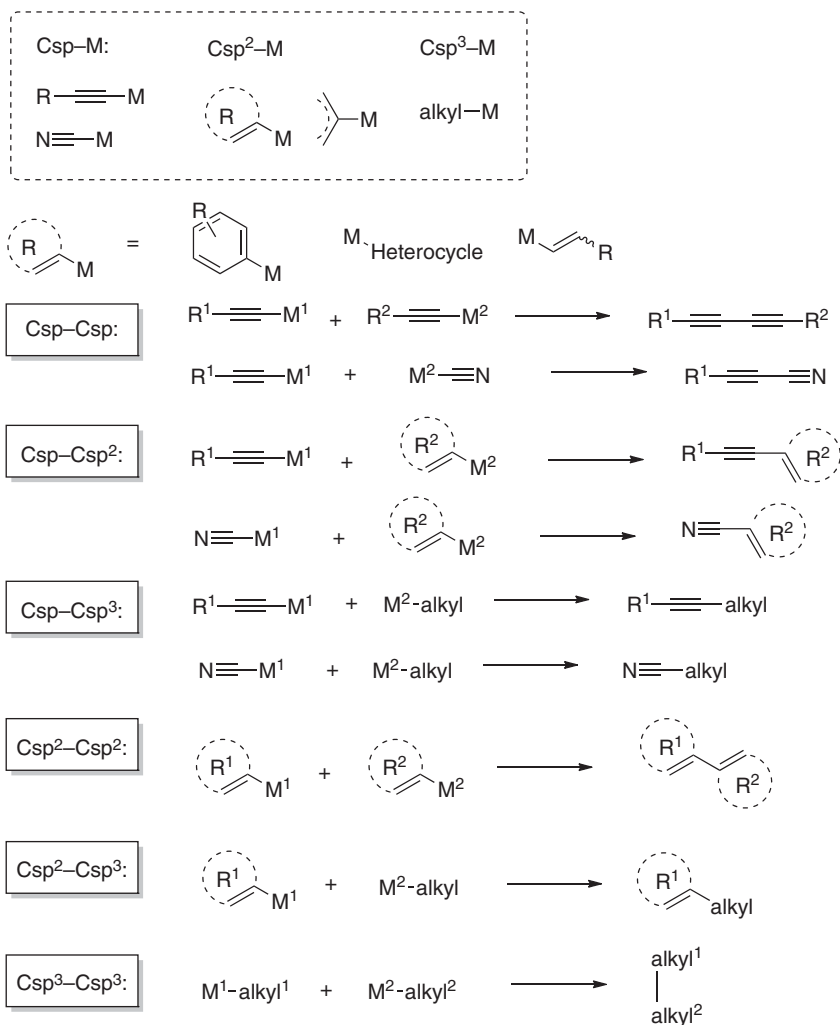 Csp–M: Csp²–M Csp³–M
R M R M M alkyl–M
N≡ M
R M = R M M Heterocycle M R
Csp–Csp: R¹ M¹ + R² M² R¹ R²
R¹ M¹ + M² N R¹ N
Csp–Csp²: R¹ M¹ + R² M² R¹ R²
N M¹ + R² M² N R²
Csp–Csp³: R¹ M¹ + M²-alkyl R¹ alkyl
N M¹ + M²-alkyl N alkyl
Csp²–Csp²: R¹ M¹ + R² M² R¹ R²
Csp²–Csp³: R¹ M¹ + M²-alkyl R¹ alkyl
Csp³–Csp³: M¹-alkyl¹ + M²-alkyl² alkyl¹
alkyl²